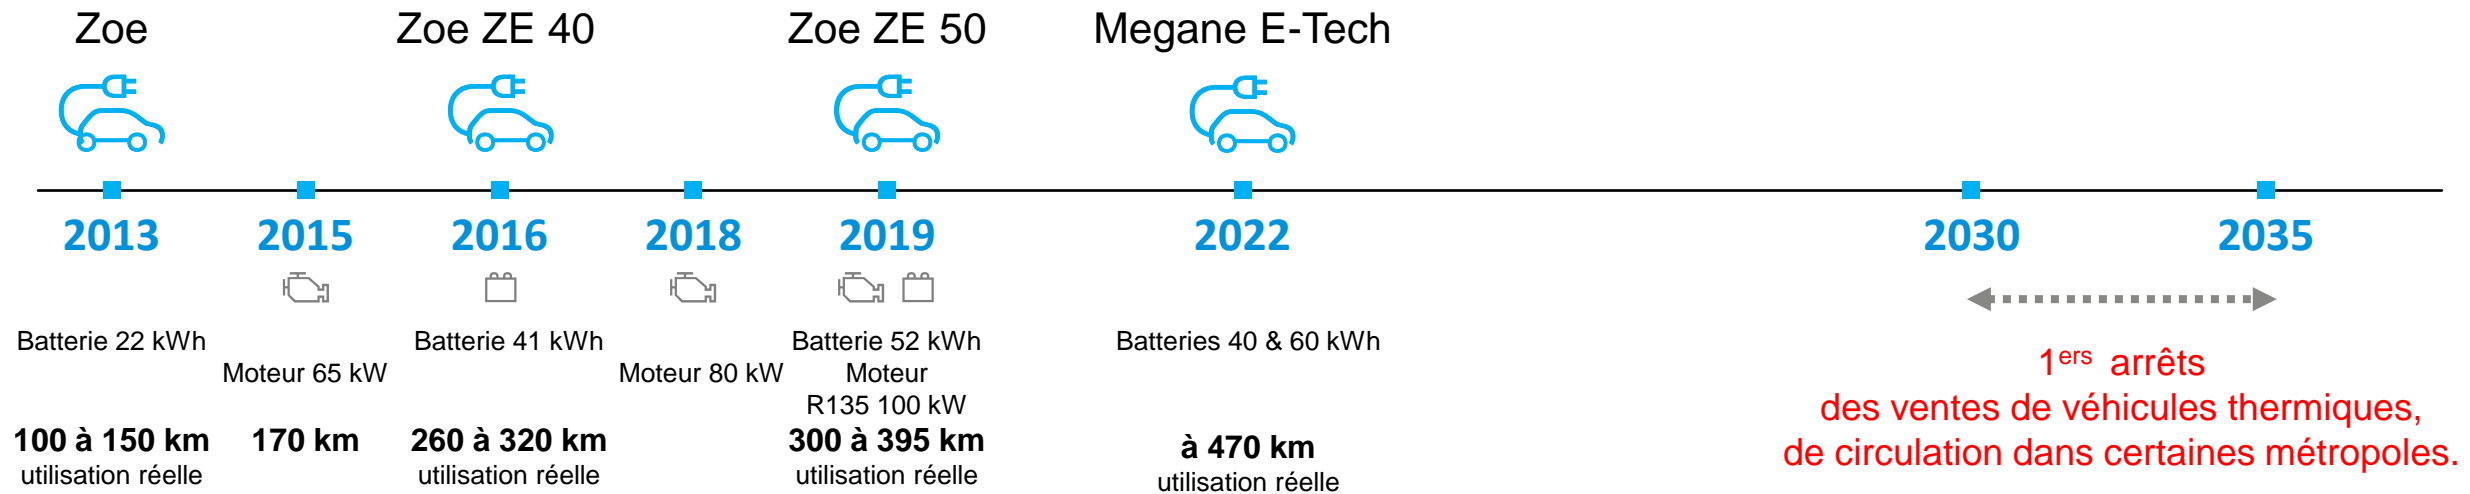 Zoe
Zoe ZE 40
Zoe ZE 50
Megane E-Tech
2013
2015
2016
2018
2019
2022
2030
2035
Batterie 22 kWh
Moteur 65 kW
Batterie 41 kWh
Moteur 80 kW
Batterie 52 kWh
Moteur
R135 100 kW
Batteries 40 & 60 kWh
100 à 150 km
utilisation réelle
170 km
260 à 320 km
utilisation réelle
300 à 395 km
utilisation réelle
à 470 km
utilisation réelle
1ers arrêts
des ventes de véhicules thermiques,
de circulation dans certaines métropoles.